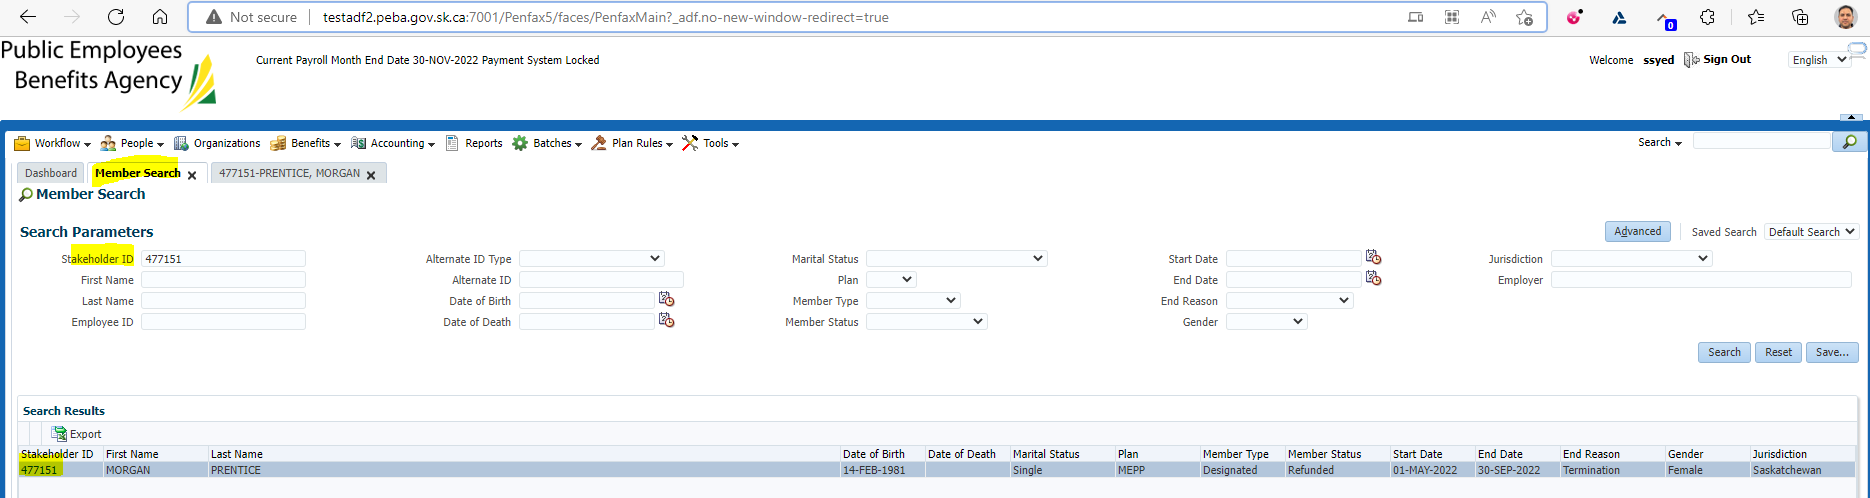 Not secure testadf2.peba.gov.sk.ca:7001/Penfax5/faces/PenfaxMain?_adf.no-new-window-redirect=true
0
Public Employees
Benefits Agency
Current Payroll Month End Date 30-NOV-2022 Payment System Locked
Welcome ssyed Sign Out English
Workflow People Organizations Benefits Accounting Reports Batches Plan Rules Tools Search
Dashboard Member Search 477151-PRENTICE, MORGAN
Member Search
Search Parameters Advanced Saved Search Default Search
Stakeholder ID 477151 Alternate ID Type Marital Status Start Date Jurisdiction
First Name Alternate ID Plan End Date Employer
Last Name Date of Birth Member Type End Reason
Employee ID Date of Death Member Status Gender
Search Reset Save...
Search Results
Export
Stakeholder ID First Name Last Name Date of Birth Date of Death Marital Status Plan Member Type Member Status Start Date End Date End Reason Gender Jurisdiction
477151 MORGAN PRENTICE 14-FEB-1981 Single MEPP Designated Refunded 01-MAY-2022 30-SEP-2022 Termination Female Saskatchewan